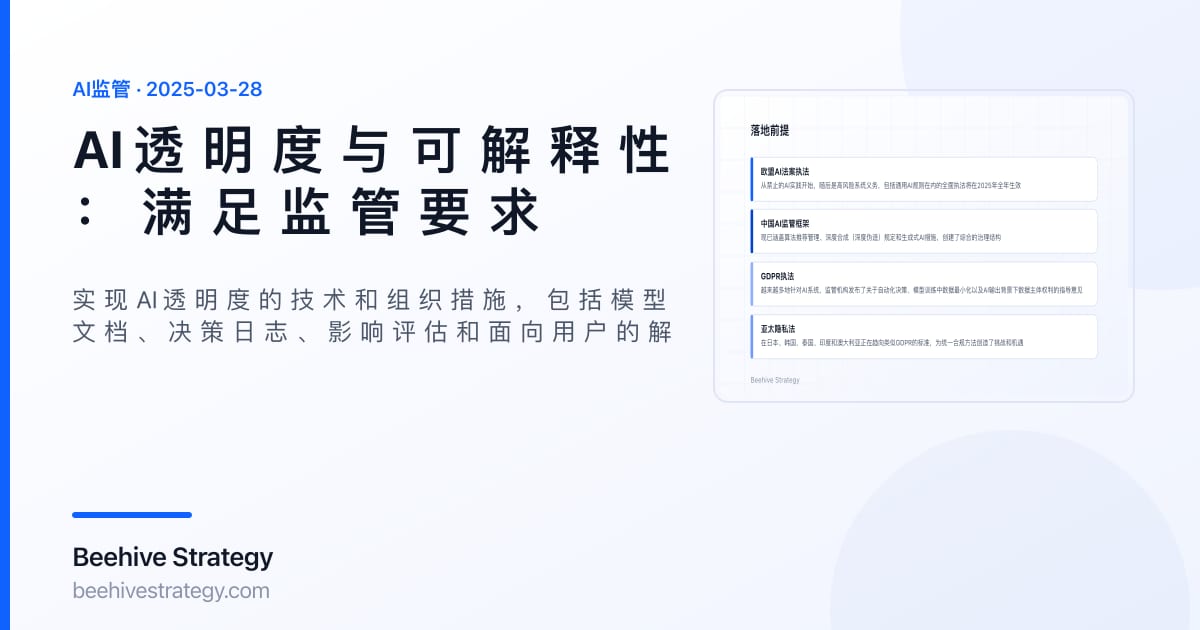 AI监管 · 2025-03-28
AI透明度与可解释性
： 满足监管要求
实现AI透明度的技术和组织措施，包括模型
文档、决策日志、影响评估和面向用户的解
Beehive Strategy
beehivestrategy.com
落地前提
欧盟AI法案执法
从禁止的AI实践开始，随后是高风险系统义务，包括通用AI规则在内的全面执法将在2025年全年生效
中国AI监管框架
现已涵盖算法推荐管理、深度合成（深度伪造）规定和生成式AI措施，创建了综合的治理结构
GDPR执法
越来越多地针对AI系统，监管机构发布了关于自动化决策、模型训练中数据最小化以及AI输出背景下数据主体权利的指导意见
亚太隐私法
在日本、韩国、泰国、印度和澳大利亚正在趋向类似GDPR的标准，为统一合规方法创造了挑战和机遇
Beehive Strategy